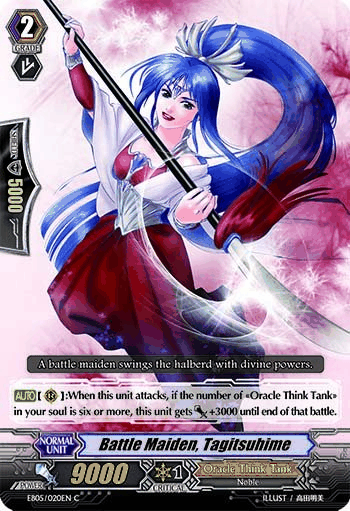 2
GRADE
SHIELD
5000
A battle maiden swings the halberd with divine powers.
AUTO [ ]:When this unit attacks, if the number of «Oracle Think Tank»
in your soul is six or more, this unit gets +3000 until end of that battle.
NORMAL UNIT
Battle Maiden, Tagitsuhime
POWER 9000
1 CRITICAL
Oracle Think Tank
Noble
EB05/020EN C
ILLUST / 高田明美